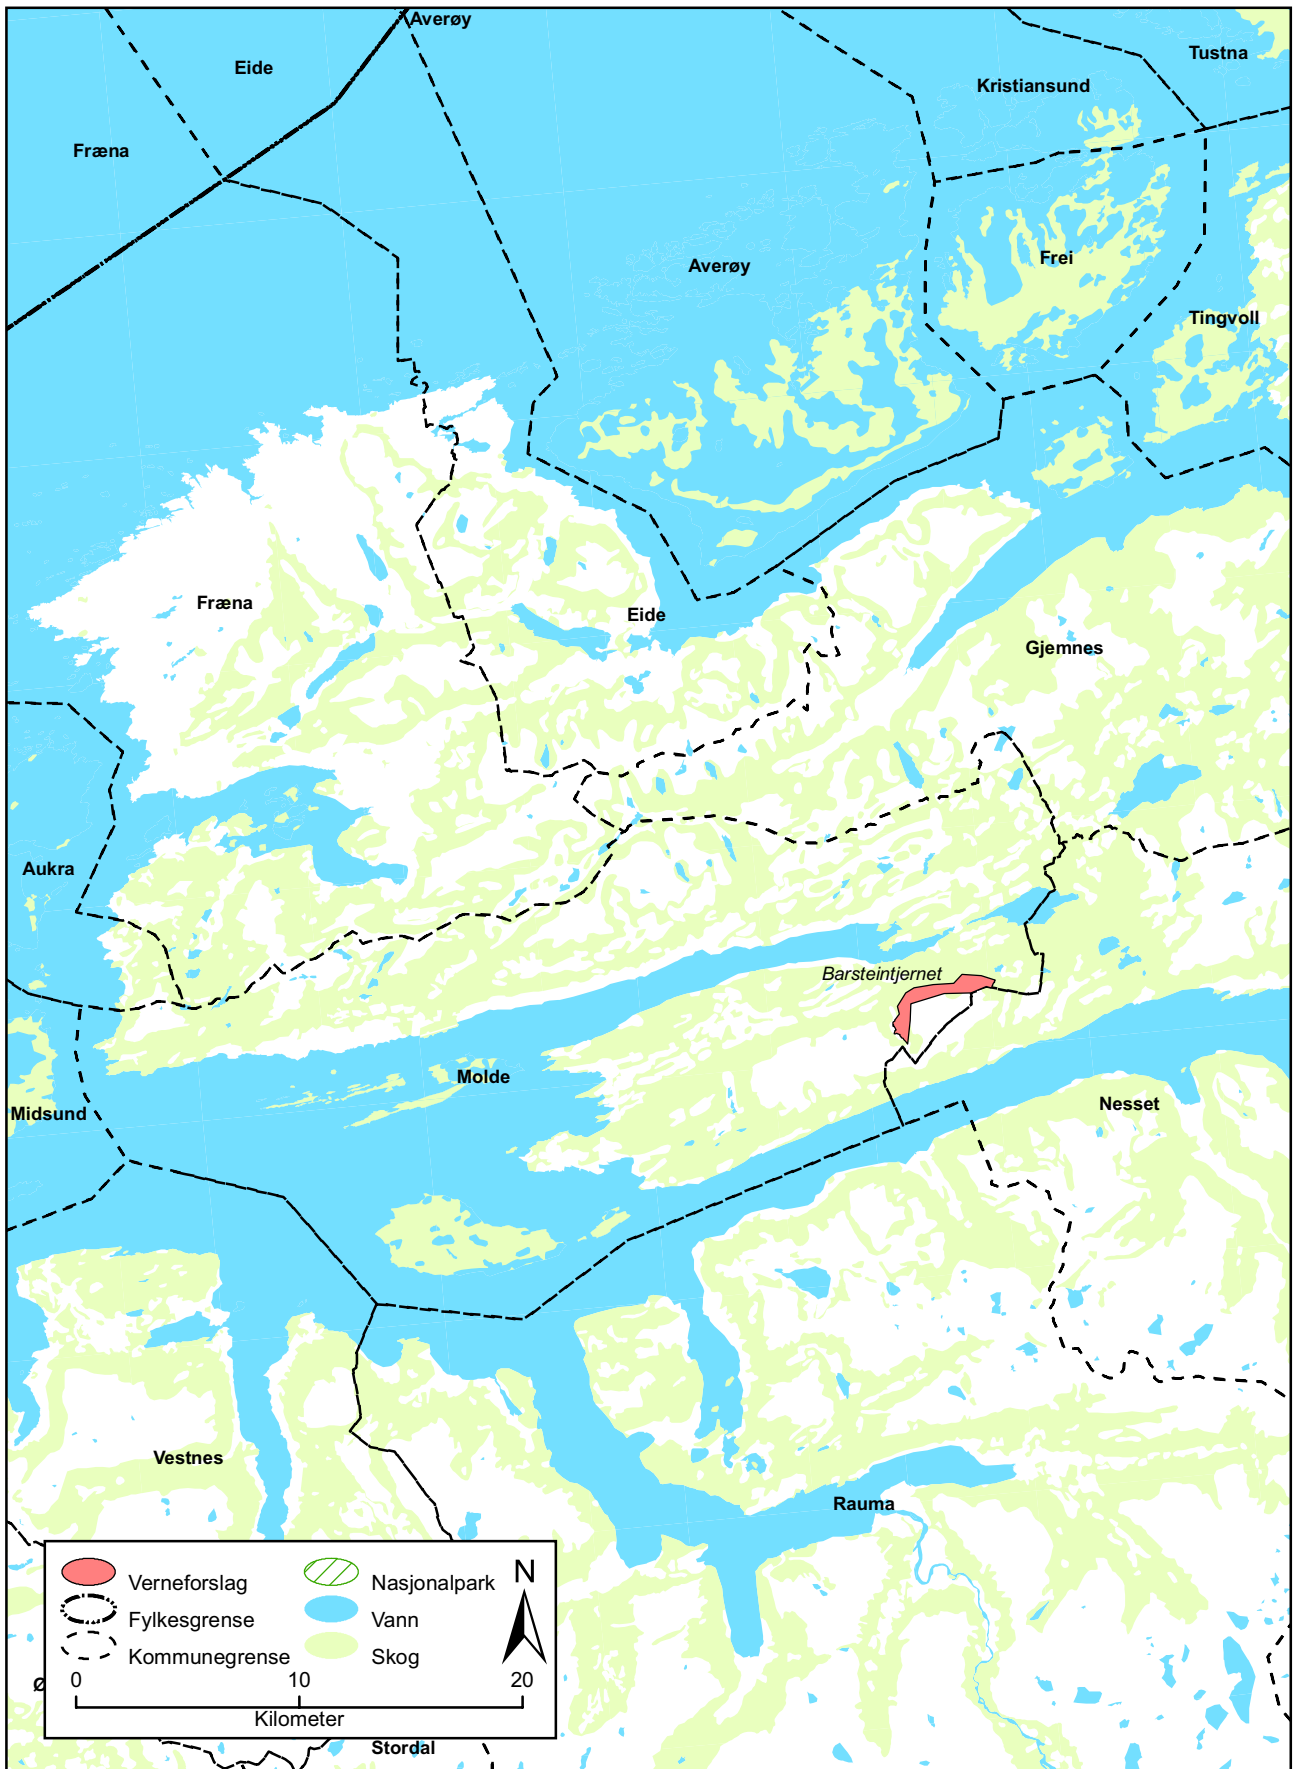 Averøy
Eide
Tustna
Kristiansund
Fræna
Averøy
Frei
Tingvoll
Fræna
Eide
Gjemnes
Aukra
Barsteintjernet
Molde
Midsund
Nesset
Vestnes
Rauma
Verneforslag
Nasjonalpark
N
Fylkesgrense
Vann
Kommunegrense
Skog
0 10 20
Kilometer
Stordal